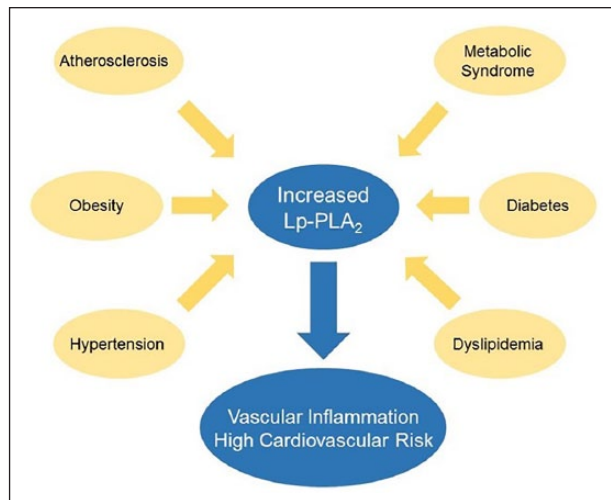 Atherosclerosis
Metabolic
Syndrome
Increased
Lp-PLA₂
Obesity
Diabetes
Hypertension
Dyslipidemia
Vascular Inflammation
High Cardiovascular Risk